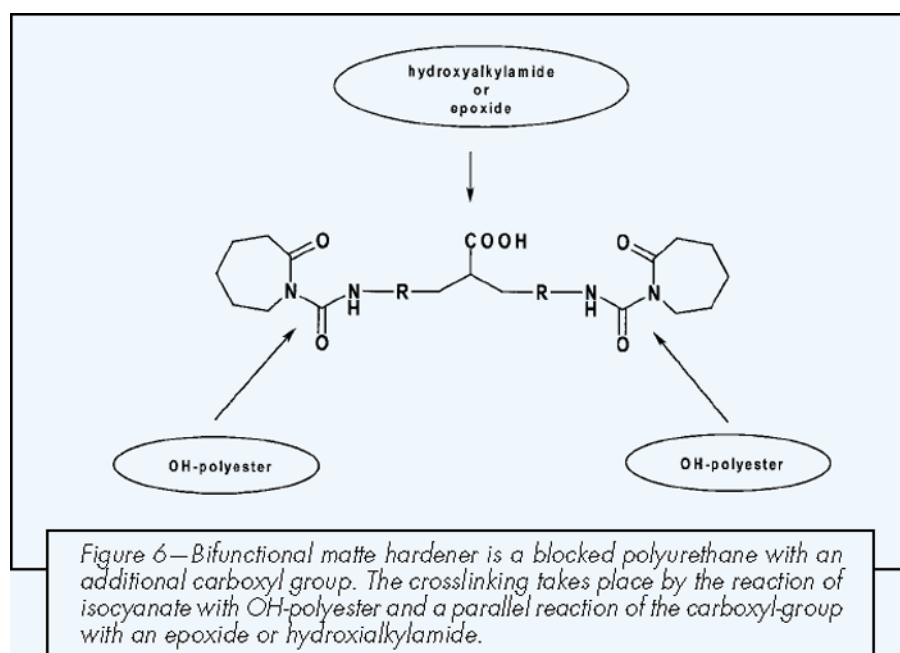 hydroxyalkylamide
or
epoxide
COOH
O
O
N
N
H
R
R
N
H
N
O
O
OH-polyester
OH-polyester
Figure 6—Bifunctional matte hardener is a blocked polyurethane with an
additional carboxyl group. The crosslinking takes place by the reaction of
isocyanate with OH-polyester and a parallel reaction of the carboxyl-group
with an epoxide or hydroxialkylamide.